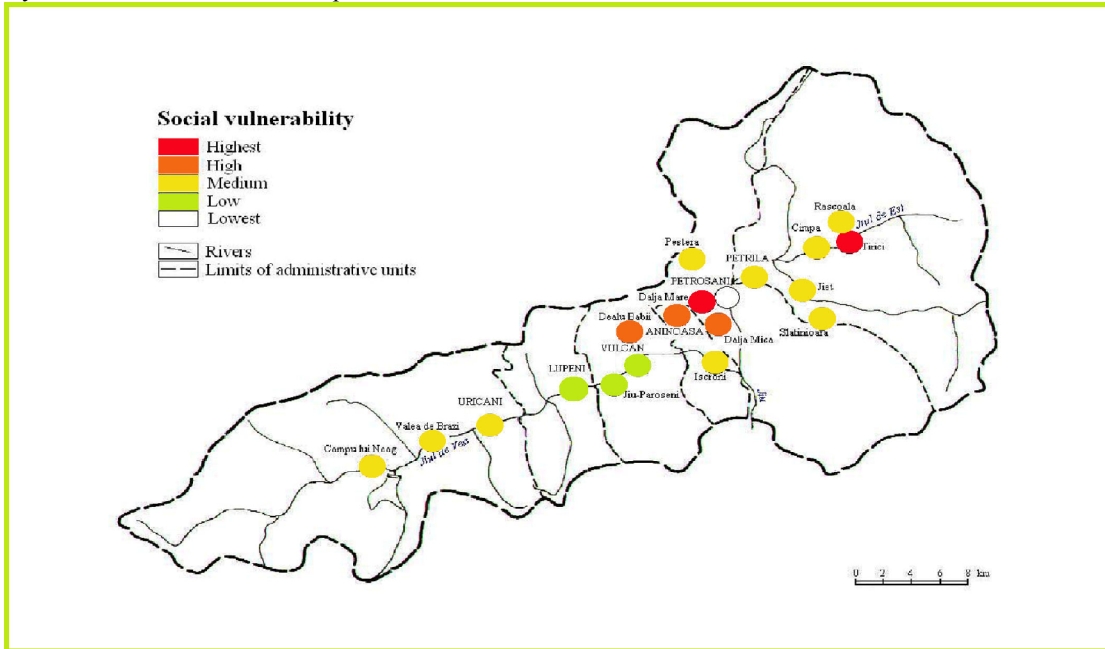 Social vulnerability
Highest
High
Medium
Low
Lowest
Rivers
Limits of administrative units
Rascoala
Jiul de Est
Cimpa
Tirici
Pestera
PETRILA
PETROSANI
Jiet
Dalja Mare
Slatinioara
Dealu Babii
ANINOASA
Dalja Mica
VULCAN
LUPENI
Iscroni
Jiu-Paroseni
Jiu
URICANI
Valea de Brazi
Jiul de Vest
Campu lui Neag
0 2 4 6 8 km